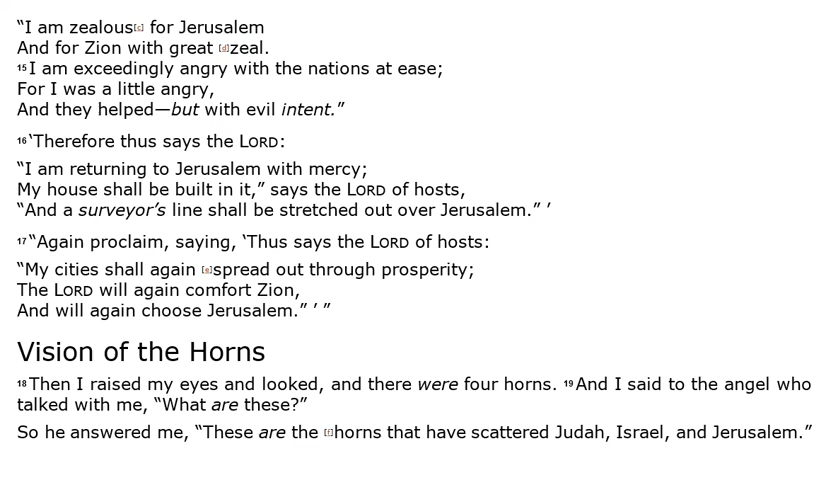 “I am zealous[c] for Jerusalem
And for Zion with great [d]zeal.
15 I am exceedingly angry with the nations at ease;
For I was a little angry,
And they helped—but with evil intent.”
16 ‘Therefore thus says the LORD:
“I am returning to Jerusalem with mercy;
My house shall be built in it,” says the LORD of hosts,
“And a surveyor’s line shall be stretched out over Jerusalem.” ’
17 “Again proclaim, saying, ‘Thus says the LORD of hosts:
“My cities shall again [e]spread out through prosperity;
The LORD will again comfort Zion,
And will again choose Jerusalem.” ’ ”
Vision of the Horns
18 Then I raised my eyes and looked, and there were four horns. 19 And I said to the angel who
talked with me, “What are these?”
So he answered me, “These are the [f]horns that have scattered Judah, Israel, and Jerusalem.”